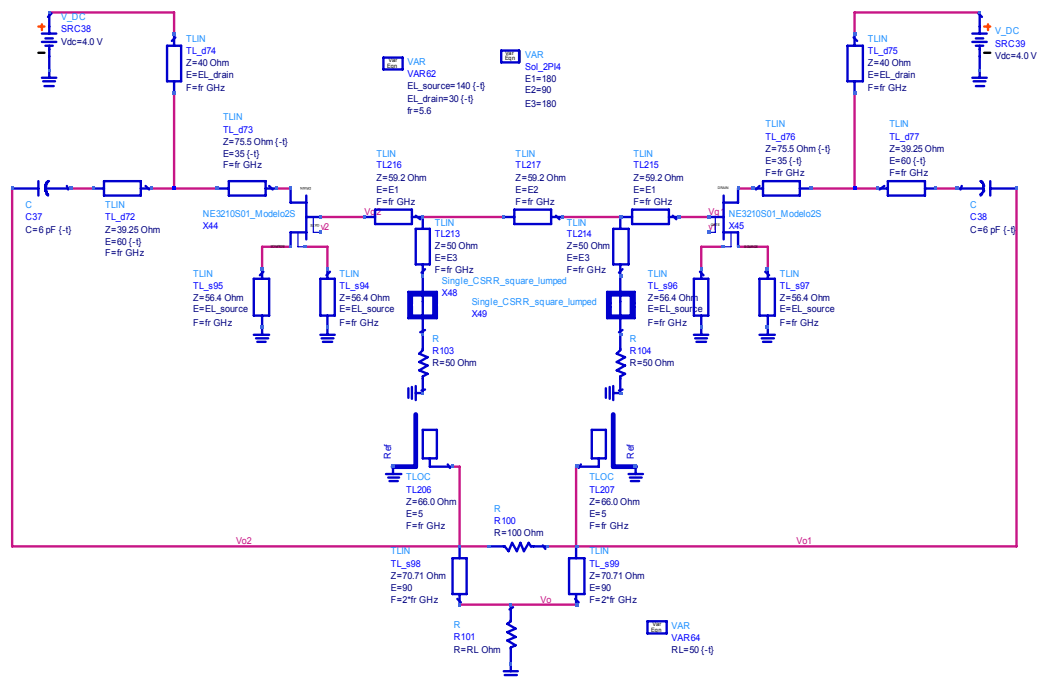 V_DC
SRC38
Vdc=4.0 V
TLIN
TL_d74
Z=40 Ohm
E=EL_drain
F=fr GHz
Var
Eqn
VAR
VAR62
EL_source=140 {-t}
EL_drain=30 {-t}
fr=5.6
Var
Eqn
VAR
Sol_2PI4
E1=180
E2=90
E3=180
TLIN
TL_d75
Z=40 Ohm
E=EL_drain
F=fr GHz
V_DC
SRC39
Vdc=4.0 V
TLIN
TL_d73
Z=75.5 Ohm {-t}
E=35 {-t}
F=fr GHz
TLIN
TL216
Z=59.2 Ohm
E=E1
F=fr GHz
TLIN
TL217
Z=59.2 Ohm
E=E2
F=fr GHz
TLIN
TL215
Z=59.2 Ohm
E=E1
F=fr GHz
TLIN
TL_d76
Z=75.5 Ohm {-t}
E=35 {-t}
F=fr GHz
TLIN
TL_d77
Z=39.25 Ohm
E=60 {-t}
F=fr GHz
C
C37
C=6 pF {-t}
TLIN
TL_d72
Z=39.25 Ohm
E=60 {-t}
F=fr GHz
NE3210S01_Modelo2S
X44
Vg2
v2
TLIN
TL213
Z=50 Ohm
E=E3
F=fr GHz
TLIN
TL214
Z=50 Ohm
E=E3
F=fr GHz
NE3210S01_Modelo2S
X45
C
C38
C=6 pF {-t}
TLIN
TL_s95
Z=56.4 Ohm
E=EL_source
F=fr GHz
TLIN
TL_s94
Z=56.4 Ohm
E=EL_source
F=fr GHz
Single_CSRR_square_lumped
X48
Single_CSRR_square_lumped
X49
TLIN
TL_s96
Z=56.4 Ohm
E=EL_source
F=fr GHz
TLIN
TL_s97
Z=56.4 Ohm
E=EL_source
F=fr GHz
R
R103
R=50 Ohm
R
R104
R=50 Ohm
Ref
TLOC
TL206
Z=66.0 Ohm
E=5
F=fr GHz
Ref
TLOC
TL207
Z=66.0 Ohm
E=5
F=fr GHz
R
R100
R=100 Ohm
Vo2
Vo1
TLIN
TL_s98
Z=70.71 Ohm
E=90
F=2*fr GHz
TLIN
TL_s99
Z=70.71 Ohm
E=90
F=2*fr GHz
Vo
R
R101
R=RL Ohm
Var
Eqn
VAR
VAR64
RL=50 {-t}